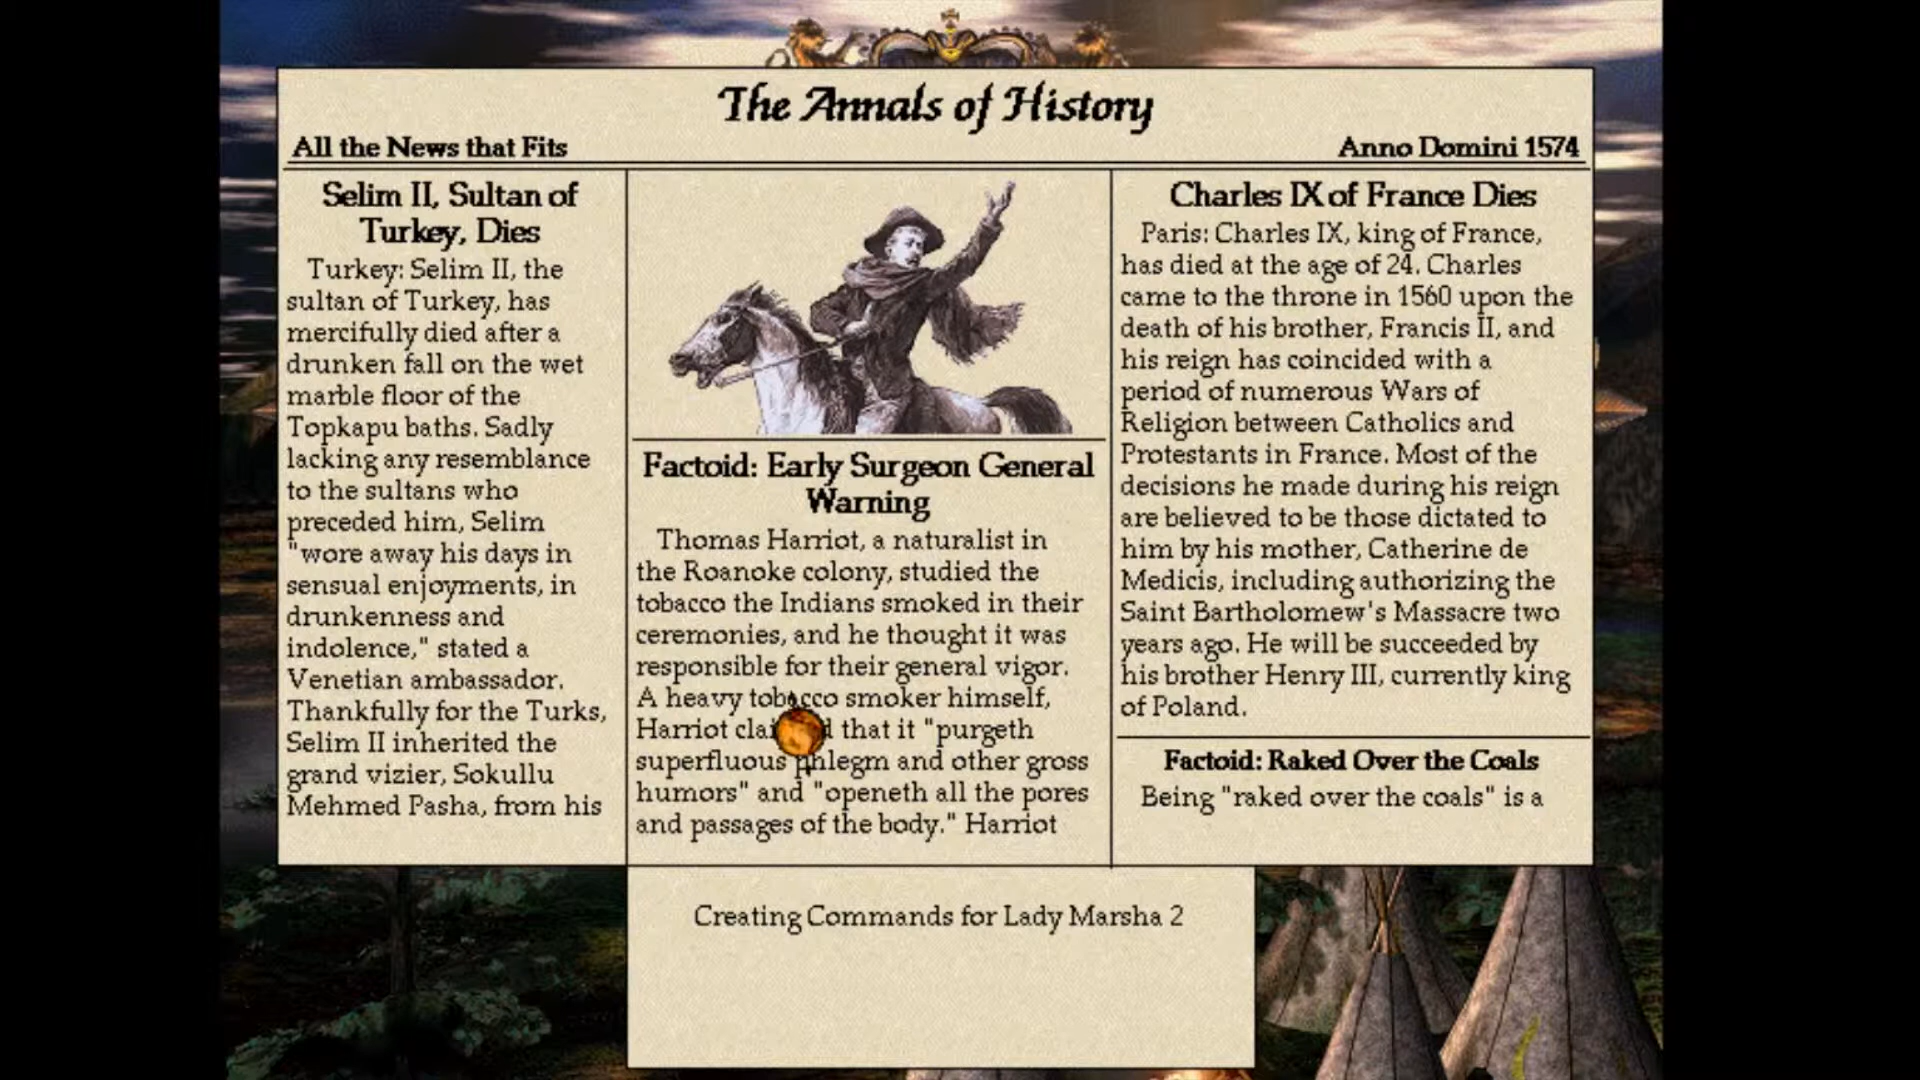 The Annals of History
All the News that Fits
Anno Domini 1574
Selim II, Sultan of
Turkey, Dies
Turkey: Selim II, the
sultan of Turkey, has
mercifully died after a
drunken fall on the wet
marble floor of the
Topkapu baths. Sadly
lacking any resemblance
to the sultans who
preceded him, Selim
"wore away his days in
sensual enjoyments, in
drunkenness and
indolence," stated a
Venetian ambassador.
Thankfully for the Turks,
Selim II inherited the
grand vizier, Sokullu
Mehmed Pasha, from his
Factoid: Early Surgeon General
Warning
Thomas Harriot, a naturalist in
the Roanoke colony, studied the
tobacco the Indians smoked in their
ceremonies, and he thought it was
responsible for their general vigor.
A heavy tobacco smoker himself,
Harriot that it "purgeth
superfluous phlegm and other gross
humors" and "openeth all the pores
and passages of the body." Harriot
Charles IX of France Dies
Paris: Charles IX, king of France,
has died at the age of 24. Charles
came to the throne in 1560 upon the
death of his brother, Francis II, and
his reign has coincided with a
period of numerous Wars of
Religion between Catholics and
Protestants in France. Most of the
decisions he made during his reign
are believed to be those dictated to
him by his mother, Catherine de
Medicis, including authorizing the
Saint Bartholomew's Massacre two
years ago. He will be succeeded by
his brother Henry III, currently king
of Poland.
Factoid: Raked Over the Coals
Being "raked over the coals" is a
Creating Commands for Lady Marsha 2